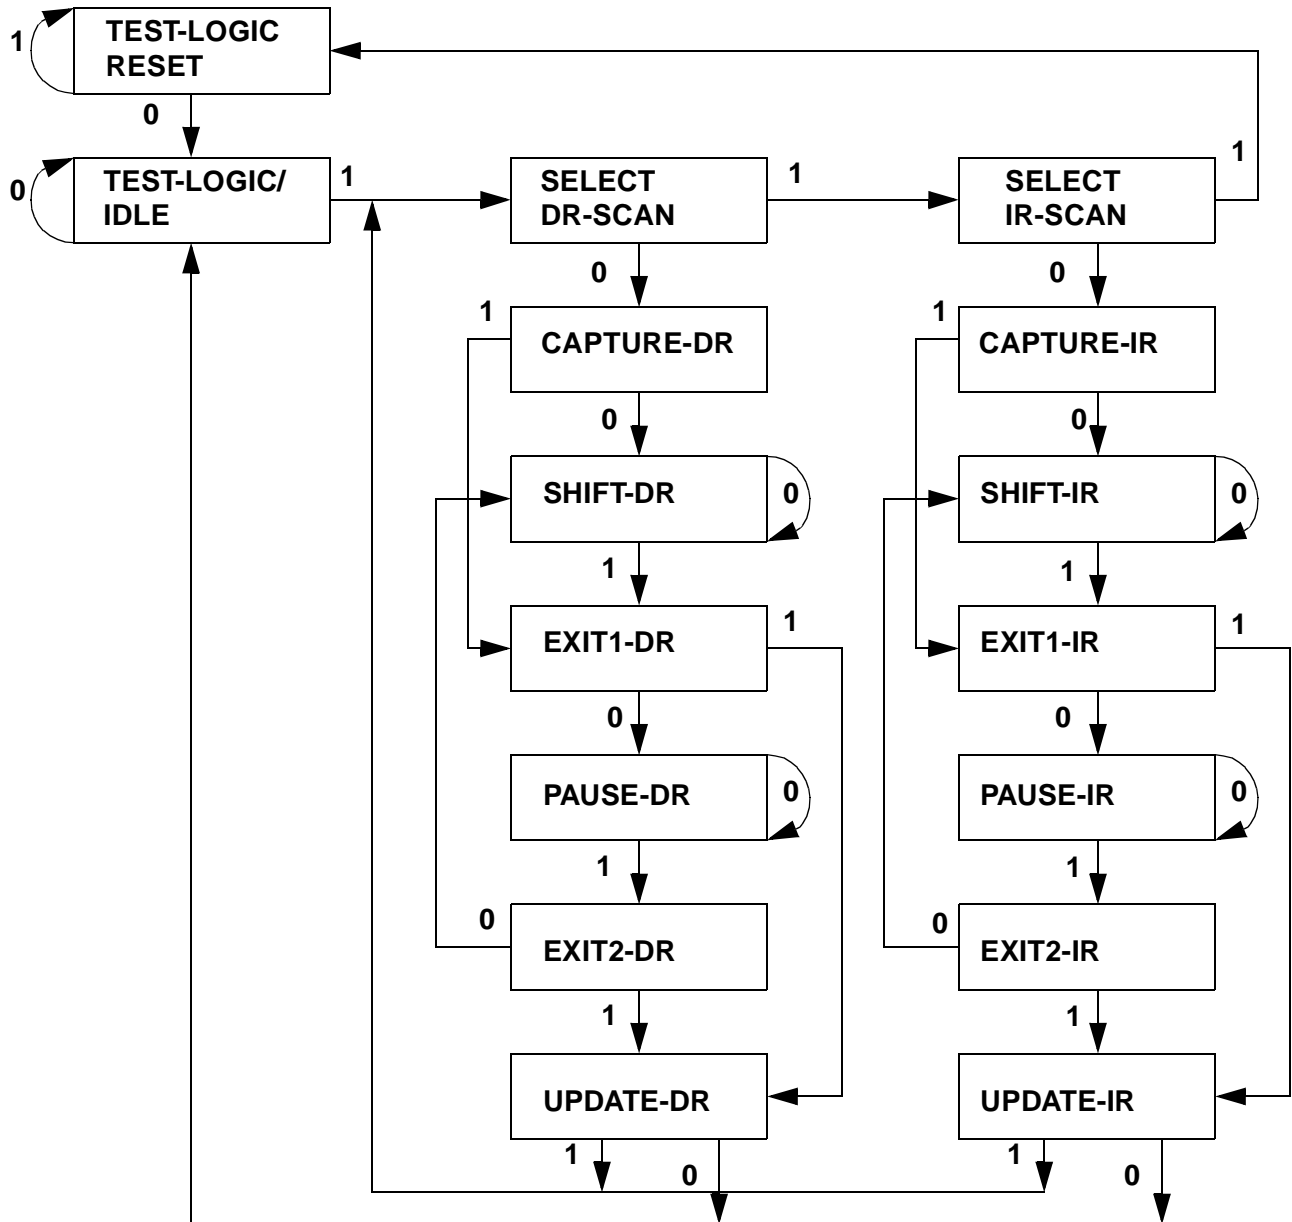 1
TEST-LOGIC
RESET
0
0
TEST-LOGIC/
IDLE
1
SELECT
DR-SCAN
1
SELECT
IR-SCAN
1
0
0
1
CAPTURE-DR
1
CAPTURE-IR
0
0
SHIFT-DR
0
SHIFT-IR
0
1
1
EXIT1-DR
1
EXIT1-IR
1
0
0
PAUSE-DR
0
PAUSE-IR
0
1
1
0
EXIT2-DR
0
EXIT2-IR
1
1
UPDATE-DR
UPDATE-IR
1
0
1
0